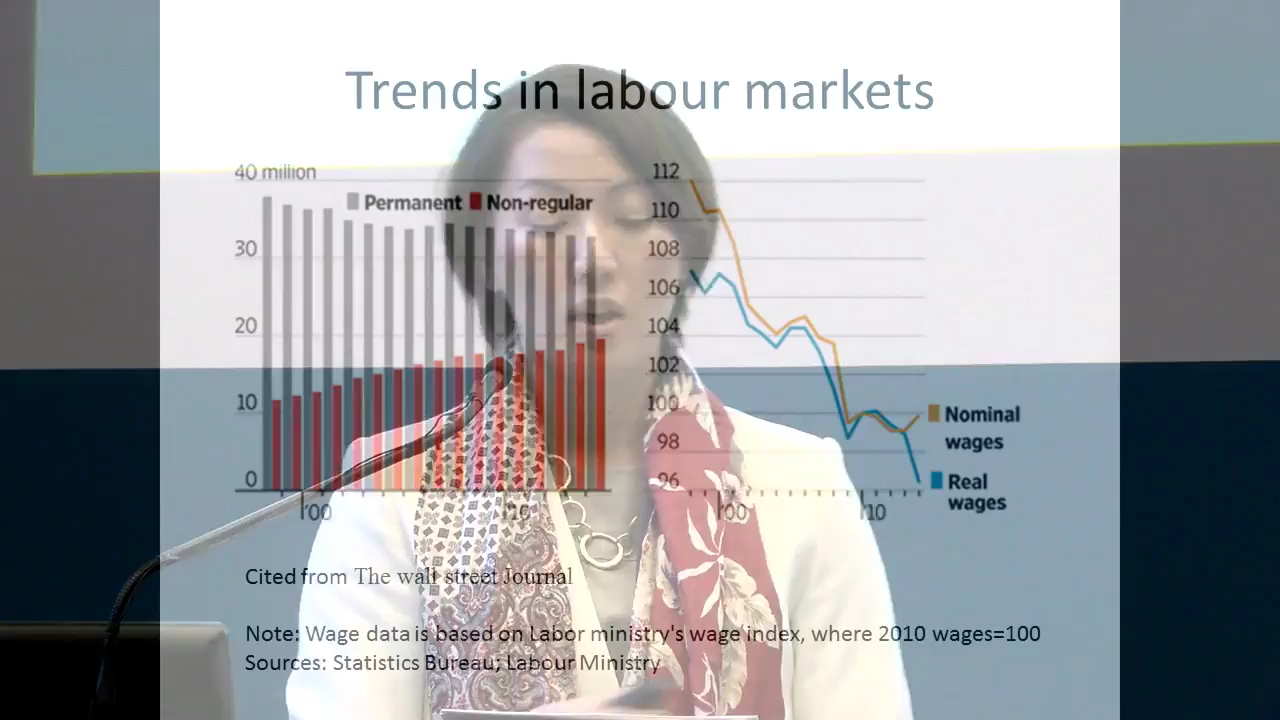 Trends in labour markets
40 million
Permanent Non-regular
30
20
10
0
'00 '10
112
110
108
106
104
102
100
98
96
'00 '10
Nominal
wages
Real
wages
Cited from The wall street Journal
Note: Wage data is based on Labor ministry's wage index, where 2010 wages=100
Sources: Statistics Bureau; Labour Ministry